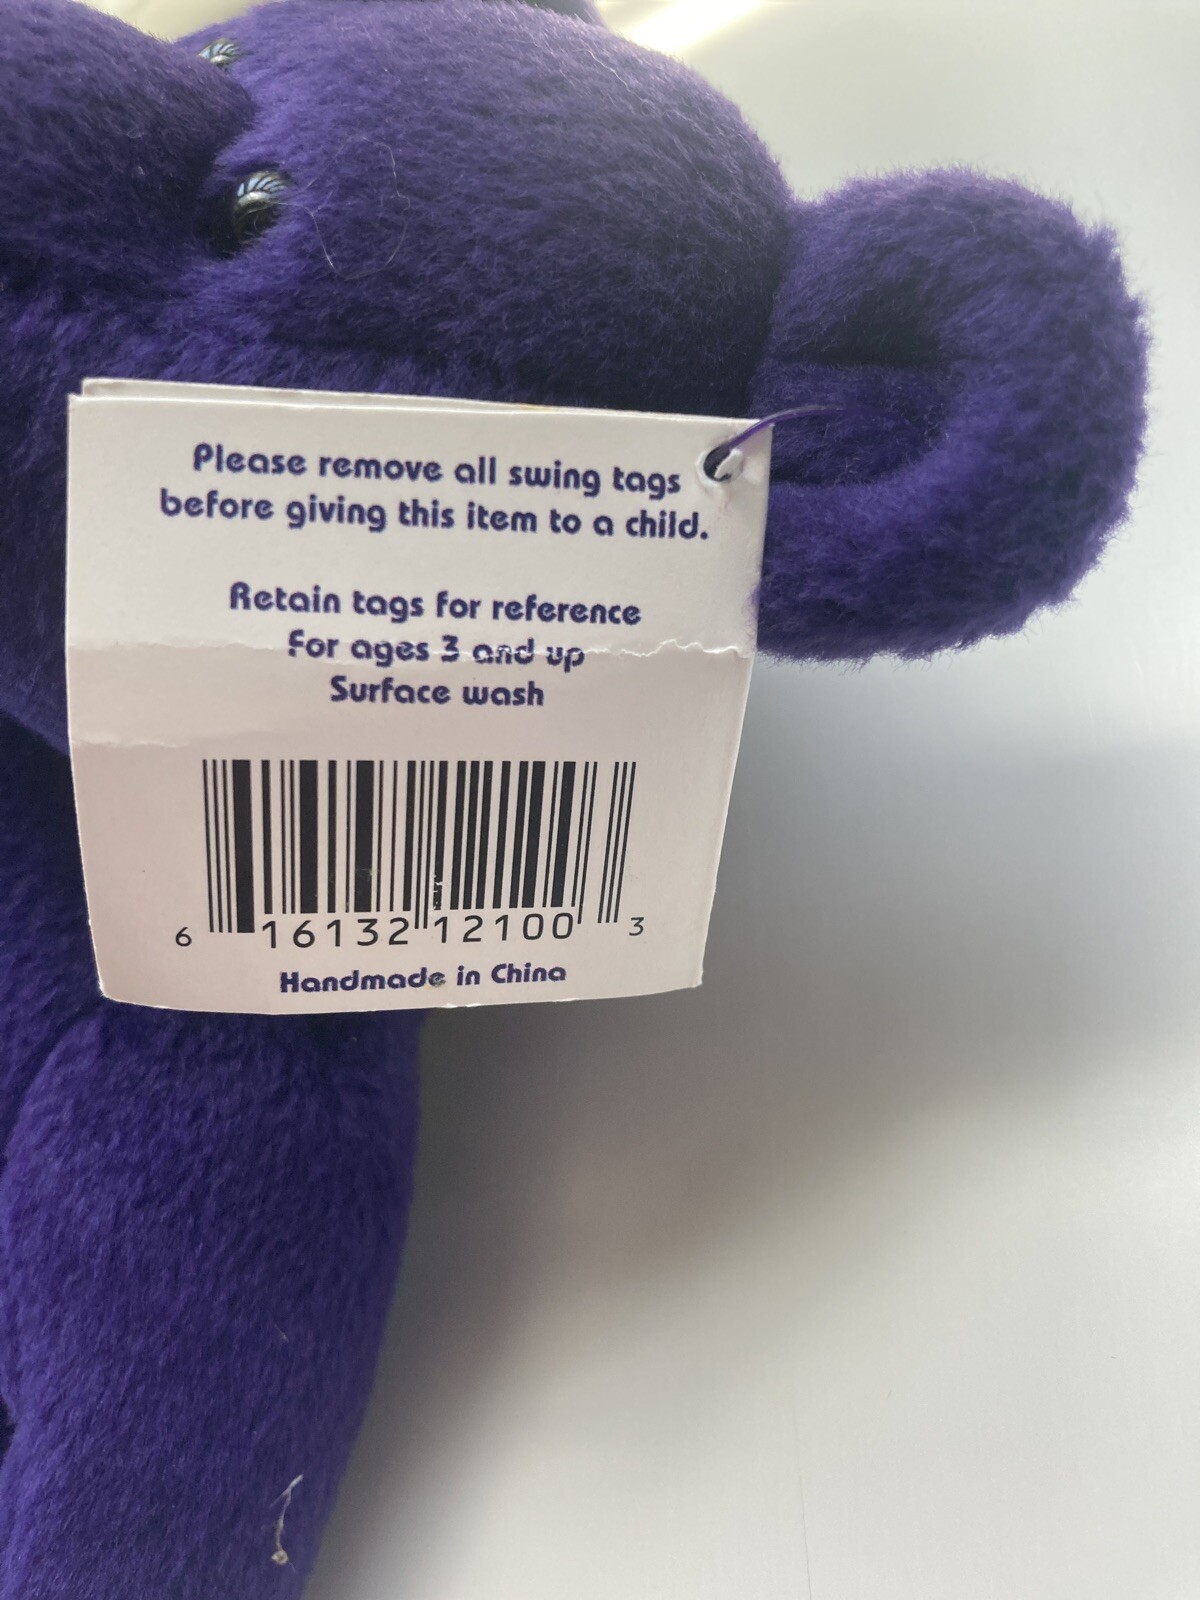 Please remove all swing tags
before giving this item to a child.
Retain tags for reference
For ages 3 and up
Surface wash
6 16132 12100 3
Handmade in China